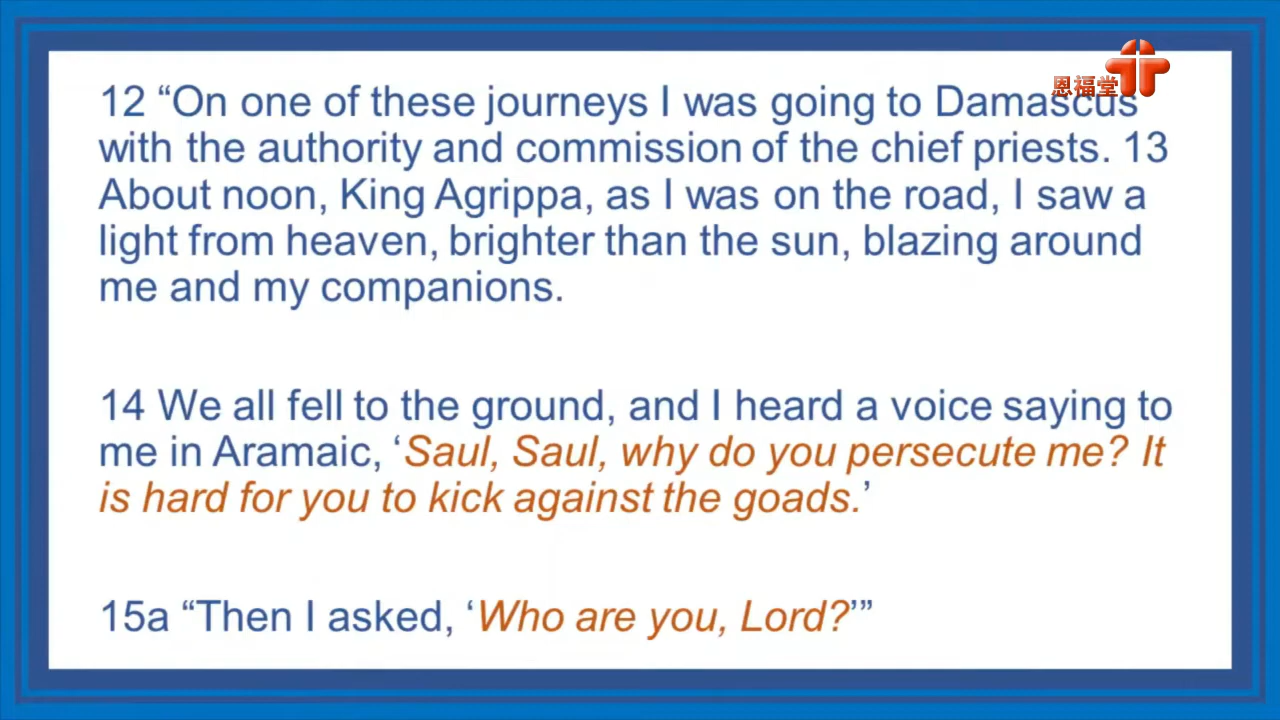 恩福堂
12 “On one of these journeys I was going to Damascus
with the authority and commission of the chief priests. 13
About noon, King Agrippa, as I was on the road, I saw a
light from heaven, brighter than the sun, blazing around
me and my companions.
14 We all fell to the ground, and I heard a voice saying to
me in Aramaic, ‘Saul, Saul, why do you persecute me? It
is hard for you to kick against the goads.’
15a “Then I asked, ‘Who are you, Lord?’”